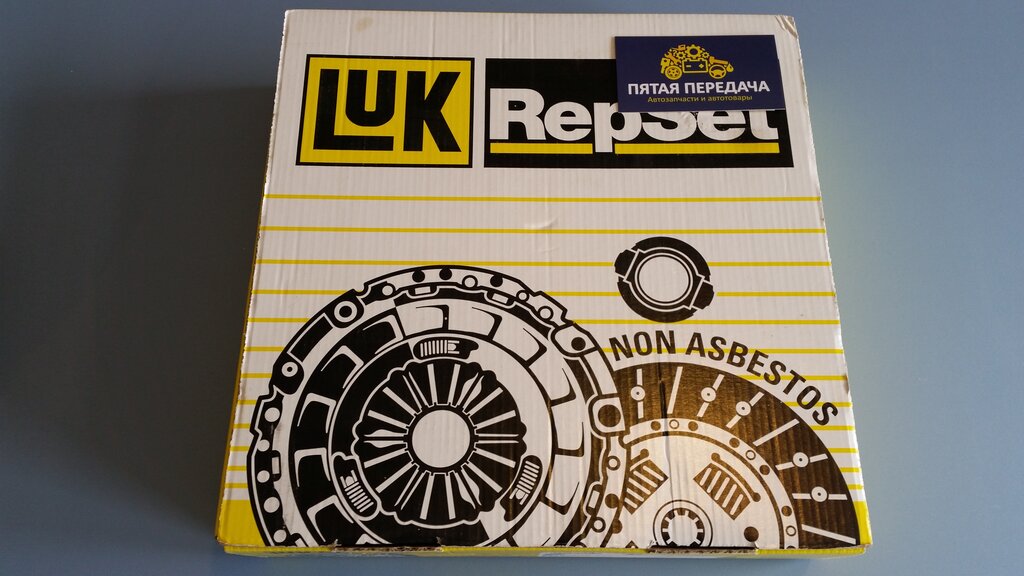 LUK
RepSet
ПЯТАЯ ПЕРЕДАЧА
Автозапчасти и автотовары
NON ASBESTOS